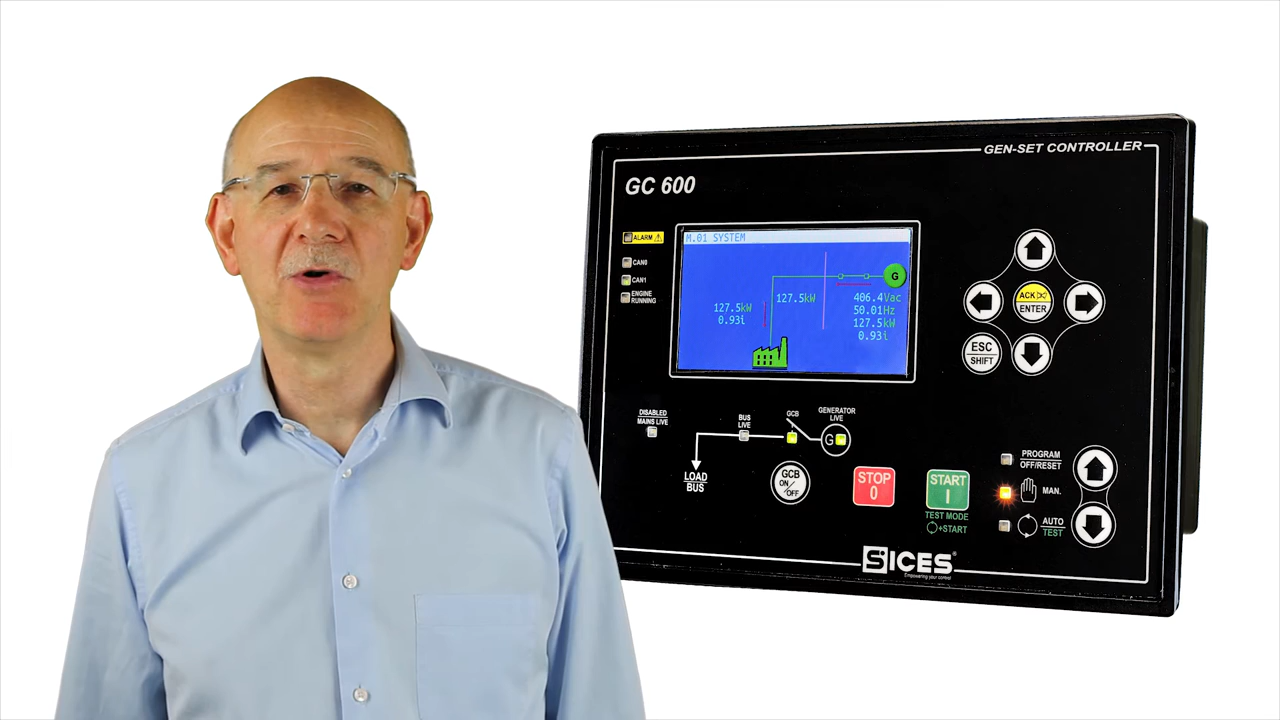 GEN-SET CONTROLLER
GC 600
ALARM
CAN0
CAN1
ENGINE
RUNNING
M.01 SYSTEM
G
127.5kW
0.93i
127.5kW
406.4Vac
50.01Hz
127.5kW
0.93i
ACK
ENTER
ESC
SHIFT
DISABLED
MAINS LIVE
BUS
LIVE
GCB
GENERATOR
LIVE
G
LOAD
BUS
GCB
ON/OFF
STOP
0
START
I
TEST MODE
+START
PROGRAM
OFF/RESET
MAN.
AUTO
TEST
SICES®
Empowering your control